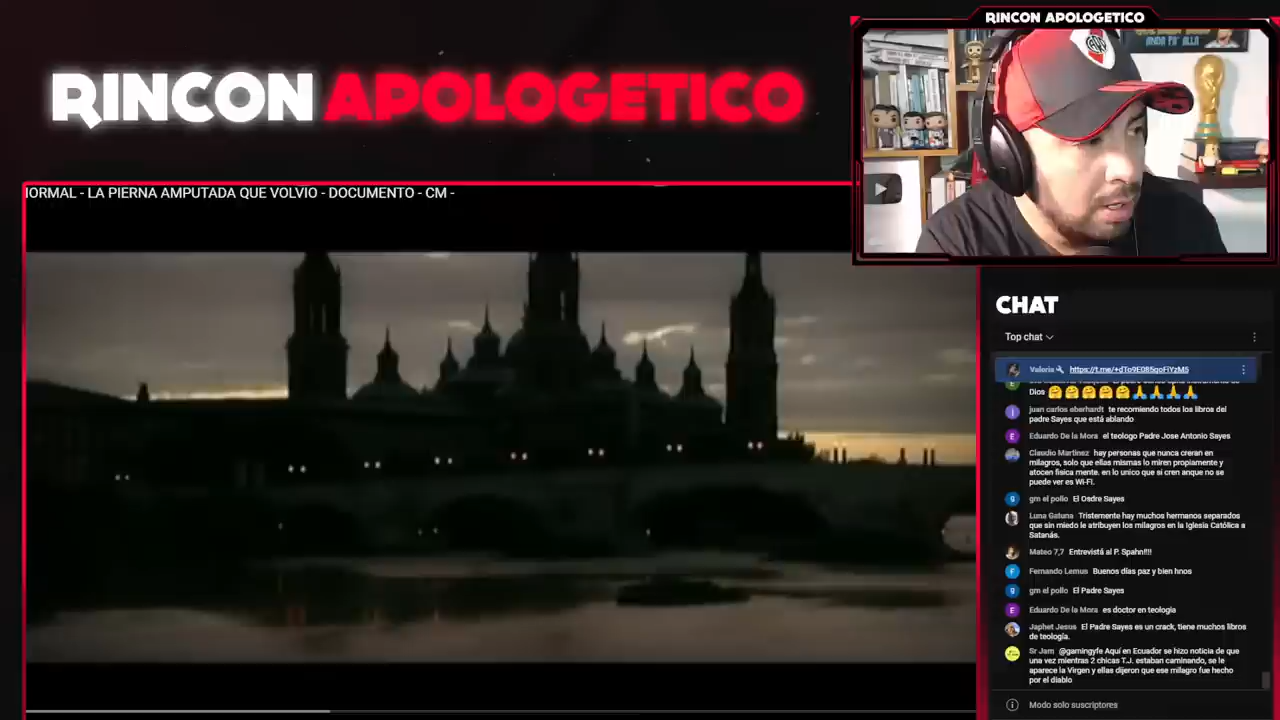 RINCON APOLOGETICO
ANDA PA' ALLA
RINCON APOLOGETICO
IORMAL - LA PIERNA AMPUTADA QUE VOLVIO - DOCUMENTO - CM -
CHAT
Top chat
Valeria https://t.me/+dTo9E085qoFiYzM5
Dios
juan carlos eberhardt te recomiendo todos los libros del
padre Sayes que está ablando
Eduardo De la Mora el teologo Padre Jose Antonio Sayes
Claudio Martinez hay personas que nunca creran en
milagros, solo que ellas mismas lo miren propiamente y
atocen fisica mente. en lo unico que si cren anque no se
puede ver es Wi-Fi.
gm el pollo El Osdre Sayes
Luna Gatuna Tristemente hay muchos hermanos separados
que sin miedo le atribuyen los milagros en la Iglesia Católica a
Satanás.
Mateo 7,7 Entrevistá al P. Spahn!!!!
Fernando Lemus Buenos días paz y bien hnos
gm el pollo El Padre Sayes
Eduardo De la Mora es doctor en teologia
Japhet Jesus El Padre Sayes es un crack, tiene muchos libros
de teología.
Sr Jam @gamingyfe Aquí en Ecuador se hizo noticia de que
una vez mientras 2 chicas T.J. estaban caminando, se le
aparece la Virgen y ellas dijeron que ese milagro fue hecho
por el diablo
Modo solo suscriptores